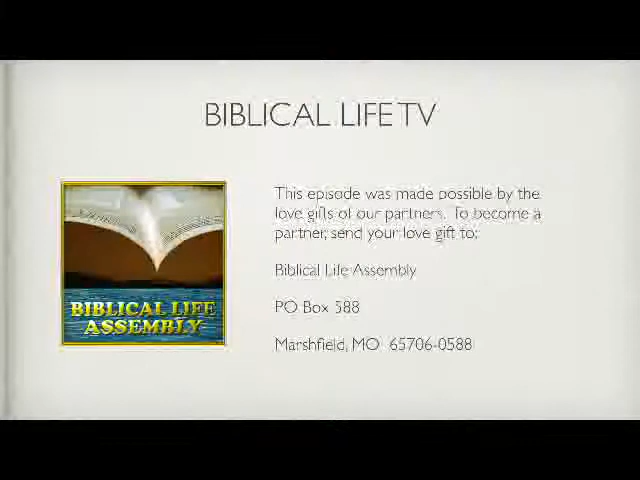 BIBLICAL LIFE TV
This episode was made possible by the
love gifts of our partners. To become a
partner, send your love gift to:
Biblical Life Assembly
PO Box 588
Marshfield, MO 65706-0588
BIBLICAL LIFE
ASSEMBLY